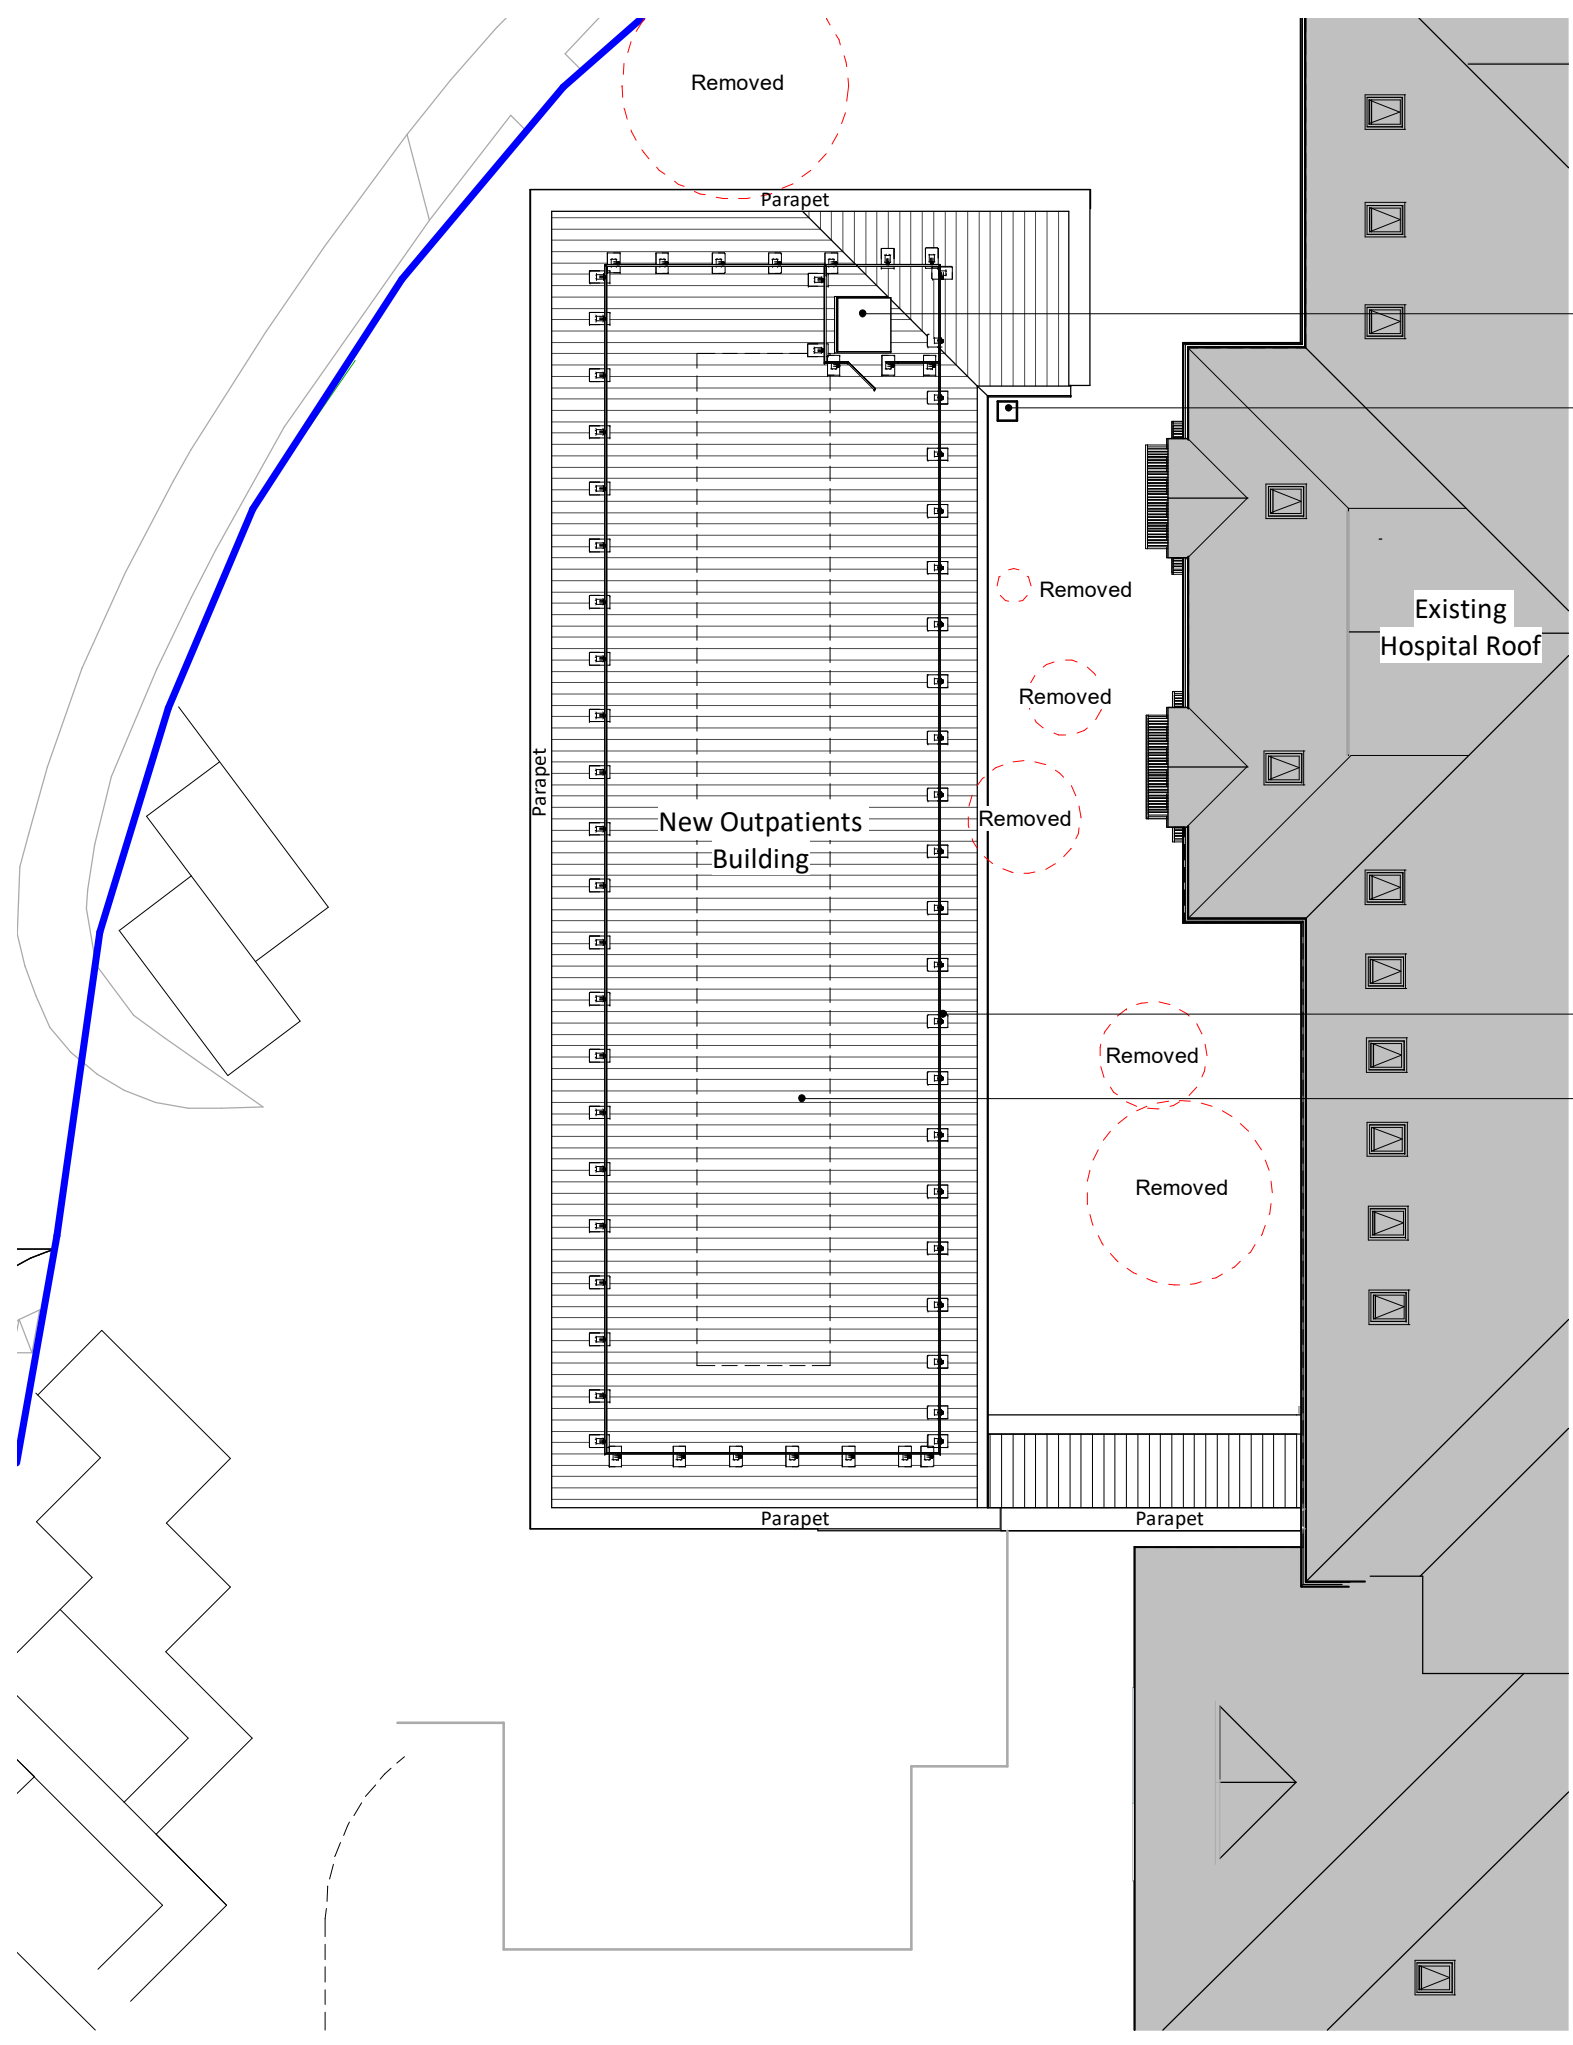 Removed
Parapet
Removed
Existing
Hospital Roof
Removed
Parapet
New Outpatients
Building
Removed
Removed
Removed
Parapet
Parapet